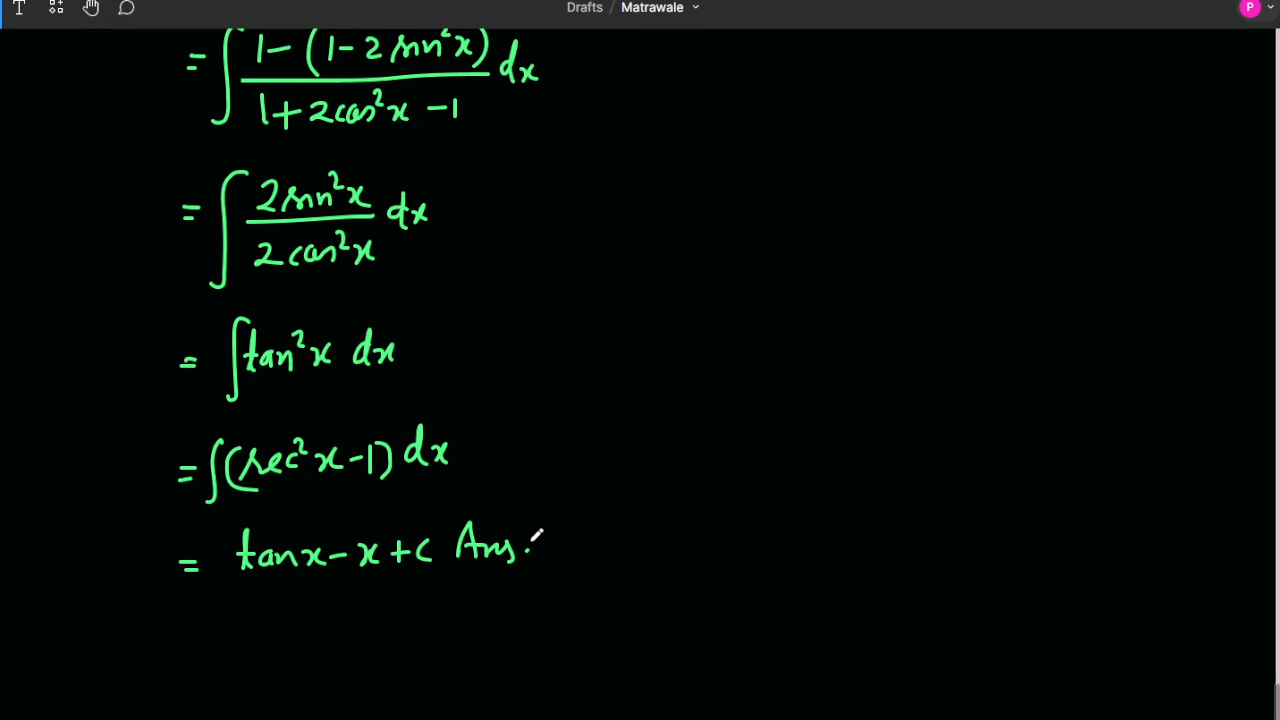 Drafts / Matrawale
P
= ∫ 1 - (1 - 2 sin²x) / 1 + 2cos²x - 1 dx
= ∫ 2sin²x / 2cos²x dx
= ∫tan²x dx
= ∫(sec²x - 1) dx
= tanx - x + c Ans.